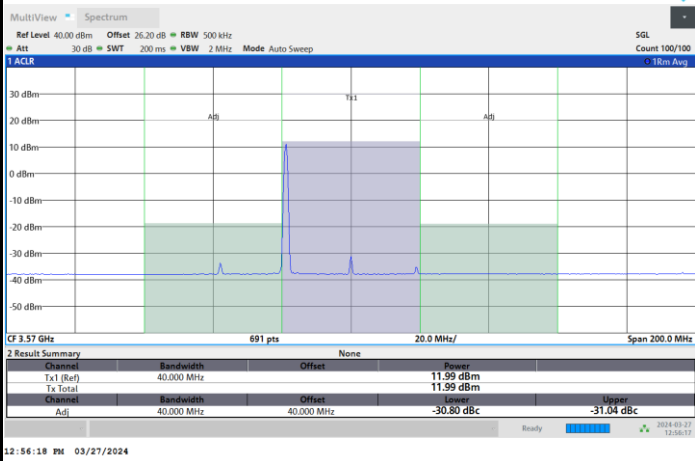 MultiView Spectrum
Ref Level 40.00 dBm Offset 26.20 dB RBW 500 kHz SGL
Att 30 dB SWT 200 ms VBW 2 MHz Mode Auto Sweep Count 100/100
1 ACLR 1Rm Avg
30 dBm
Tx1
20 dBm Adj Adj
10 dBm
0 dBm
-10 dBm
-20 dBm
-30 dBm
-40 dBm
-50 dBm
CF 3.57 GHz 691 pts 20.0 MHz/ Span 200.0 MHz
2 Result Summary None
Channel Bandwidth Offset Power
Tx1 (Ref) 40.000 MHz 11.99 dBm
Tx Total 11.99 dBm
Channel Bandwidth Offset Lower Upper
Adj 40.000 MHz 40.000 MHz -30.80 dBc -31.04 dBc
Ready 2024-03-27
12:56:17
12:56:18 PM 03/27/2024